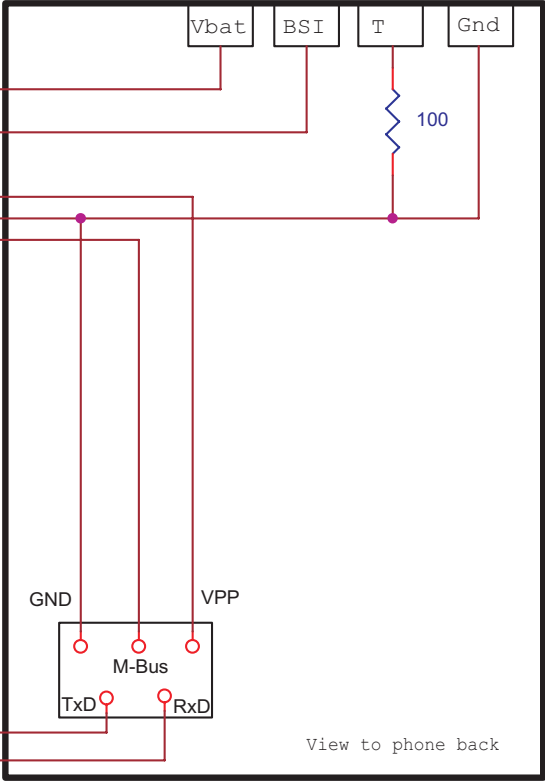 Vbat BSI T Gnd
100
GND VPP
M-Bus
TxD RxD
View to phone back